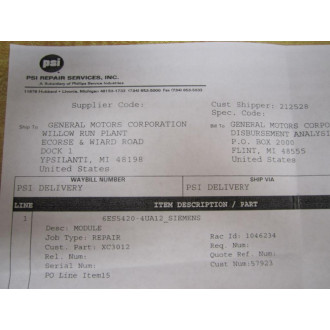 psi
PSI REPAIR SERVICES, INC.
A Subsidiary of Phillips Service Industries
Supplier Code:
Cust Shipper: 212528
Spec. Code:
Ship to
GENERAL MOTORS CORPORATION
WILLOW RUN PLANT
ECORSE & WIARD ROAD
DOCK 1
YPSILANTI, MI 48198
United States
GENERAL MOTORS CORPO
DISBURSEMENT ANALYSI
P.O. BOX 2000
FLINT, MI 48555
United States
WAYBILL NUMBER
SHIP VIA
PSI DELIVERY
PSI DELIVERY
LINE
ITEM DESCRIPTION / PART
1
6ES5420-4UA12_SIEMENS
Desc: MODULE
Job Type: REPAIR
Cust. Part: XC3012
Rel. Num:
Serial Num:
PO Line Item15
Rac Id: 1046234
Req. Num:
Quote Ref. Num:
Cust Num:57923